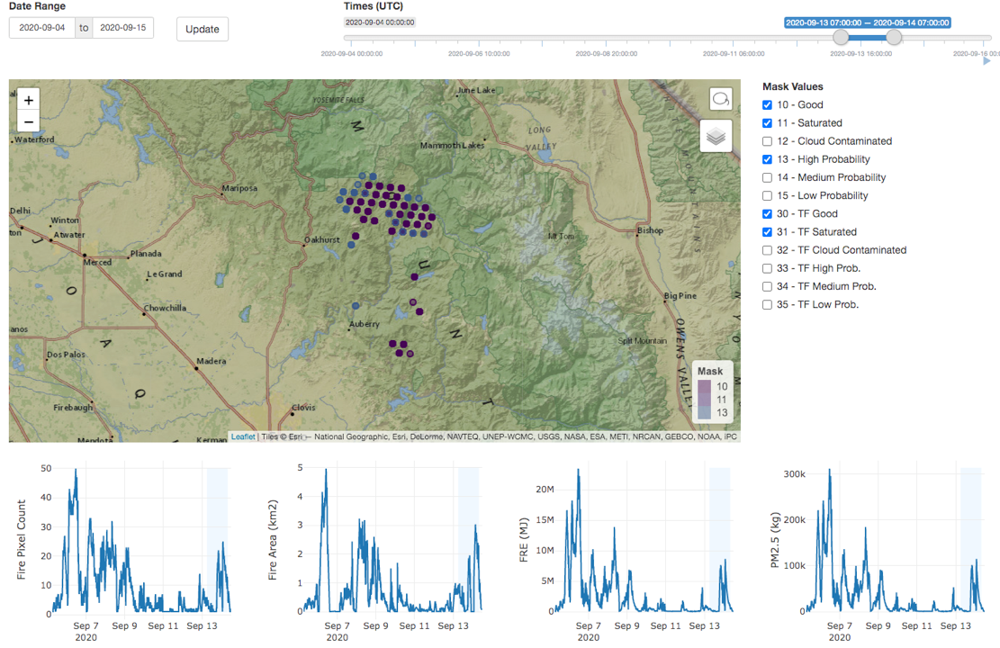 Date Range
2020-09-04 to 2020-09-15
Update
Times (UTC)
2020-09-04 00:00:00
2020-09-13 07:00:00 — 2020-09-14 07:00:00
2020-09-04 00:00:00
2020-09-06 10:00:00
2020-09-08 20:00:00
2020-09-11 06:00:00
2020-09-13 16:00:00
2020-09-16 00:
Mask Values
10 - Good
11 - Saturated
12 - Cloud Contaminated
13 - High Probability
14 - Medium Probability
15 - Low Probability
30 - TF Good
31 - TF Saturated
32 - TF Cloud Contaminated
33 - TF High Prob.
34 - TF Medium Prob.
35 - TF Low Prob.
+
−
YOSEMITE FALLS
June Lake
Waterford
Mammoth Lakes
LONG
VALLEY
Mariposa
Delhi
Winton
Atwater
ton
Oakhurst
Mt Tom
Bishop
Planada
Merced
Le Grand
Big Pine
Chowchilla
Auberry
anos
Split Mountain
OWENS VALLEY
Dos Palos
Madera
Firebaugh
Clovis
Mendota
Kerman
M
O
U
N
T
J
O
A
Q
MOUNTAINS
Mask
10
11
13
Leaflet | Tiles © Esri — National Geographic, Esri, DeLorme, NAVTEQ, UNEP-WCMC, USGS, NASA, ESA, METI, NRCAN, GEBCO, NOAA, iPC
Fire Pixel Count
50
40
30
20
10
0
Sep 7
2020
Sep 9
Sep 11
Sep 13
Fire Area (km2)
5
4
3
2
1
0
Sep 7
2020
Sep 9
Sep 11
Sep 13
FRE (MJ)
20M
15M
10M
5M
0
Sep 7
2020
Sep 9
Sep 11
Sep 13
PM2.5 (kg)
300k
200k
100k
0
Sep 7
2020
Sep 9
Sep 11
Sep 13